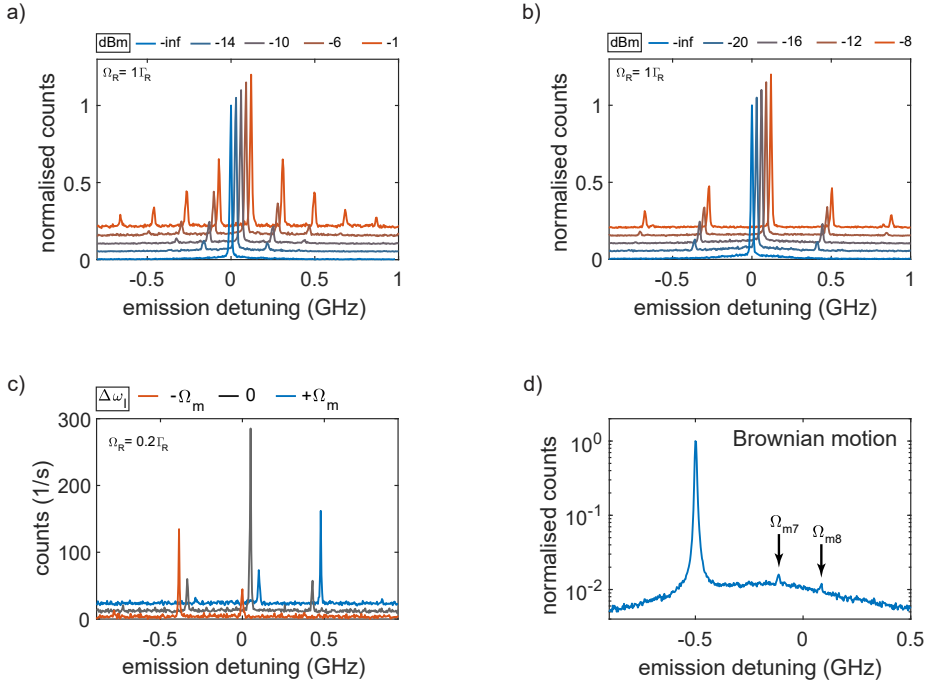 a)
dBm -inf -14 -10 -6 -1
Ω_R= 1Γ_R
normalised counts
1
0.5
0
-0.5 0 0.5 1
emission detuning (GHz)
b)
dBm -inf -20 -16 -12 -8
Ω_R= 1Γ_R
normalised counts
1
0.5
0
-0.5 0 0.5 1
emission detuning (GHz)
c)
Δω_l -Ω_m 0 +Ω_m
Ω_R= 0.2Γ_R
counts (1/s)
300
200
100
0
-0.5 0 0.5
emission detuning (GHz)
d)
Brownian motion
normalised counts
10^0
10^-1
10^-2
Ω_m7
Ω_m8
-0.5 0 0.5
emission detuning (GHz)